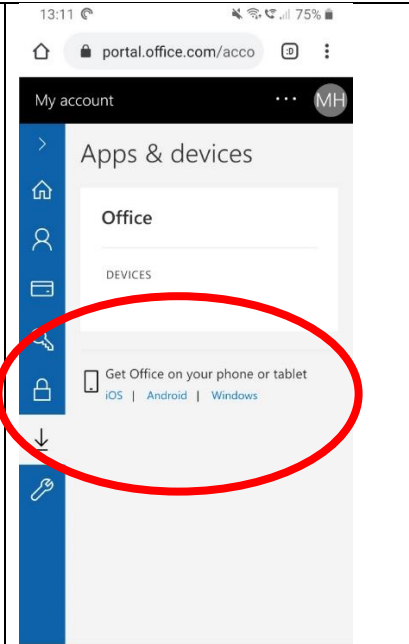 13:11 75%
portal.office.com/acco :D
My account ... MH
Apps & devices
Office
DEVICES
Get Office on your phone or tablet
iOS | Android | Windows